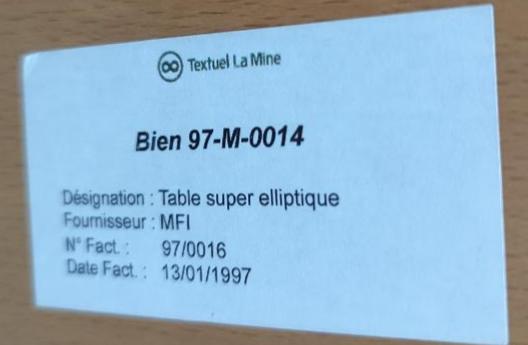 Textuel La Mine
Bien 97-M-0014
Désignation : Table super elliptique
Fournisseur : MFI
N° Fact. : 97/0016
Date Fact. : 13/01/1997